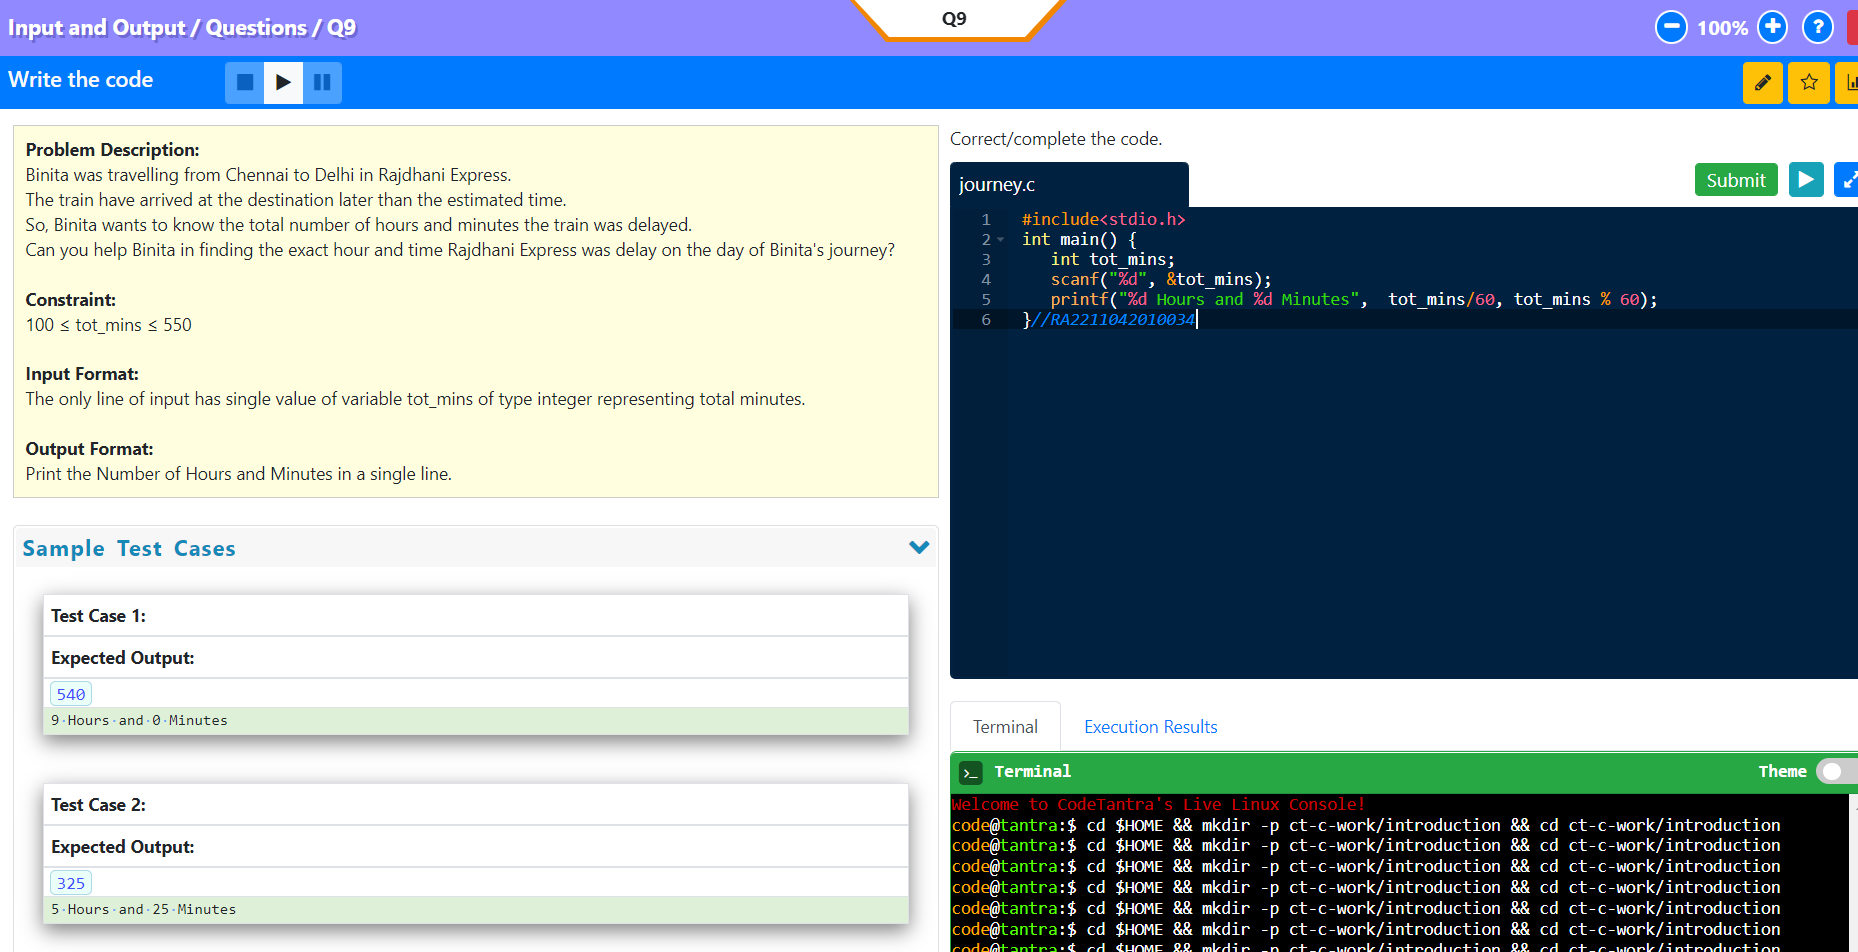 Input and Output / Questions / Q9
Q9
100%
?
Write the code
Problem Description:
Binita was travelling from Chennai to Delhi in Rajdhani Express.
The train have arrived at the destination later than the estimated time.
So, Binita wants to know the total number of hours and minutes the train was delayed.
Can you help Binita in finding the exact hour and time Rajdhani Express was delay on the day of Binita's journey?
Constraint:
100 ≤ tot_mins ≤ 550
Input Format:
The only line of input has single value of variable tot_mins of type integer representing total minutes.
Output Format:
Print the Number of Hours and Minutes in a single line.
Sample Test Cases
Test Case 1:
Expected Output:
540
9·Hours·and·0·Minutes
Test Case 2:
Expected Output:
325
5·Hours·and·25·Minutes
Correct/complete the code.
journey.c
Submit
1 #include<stdio.h>
2 int main() {
3 int tot_mins;
4 scanf("%d", &tot_mins);
5 printf("%d Hours and %d Minutes",  tot_mins/60, tot_mins % 60);
6 }//RA2211042010034
Terminal
Execution Results
>_ Terminal
Theme
Welcome to CodeTantra's Live Linux Console!
code@tantra:$ cd $HOME && mkdir -p ct-c-work/introduction && cd ct-c-work/introduction
code@tantra:$ cd $HOME && mkdir -p ct-c-work/introduction && cd ct-c-work/introduction
code@tantra:$ cd $HOME && mkdir -p ct-c-work/introduction && cd ct-c-work/introduction
code@tantra:$ cd $HOME && mkdir -p ct-c-work/introduction && cd ct-c-work/introduction
code@tantra:$ cd $HOME && mkdir -p ct-c-work/introduction && cd ct-c-work/introduction
code@tantra:$ cd $HOME && mkdir -p ct-c-work/introduction && cd ct-c-work/introduction
code@tantra:$ cd $HOME && mkdir -p ct-c-work/introduction && cd ct-c-work/introduction